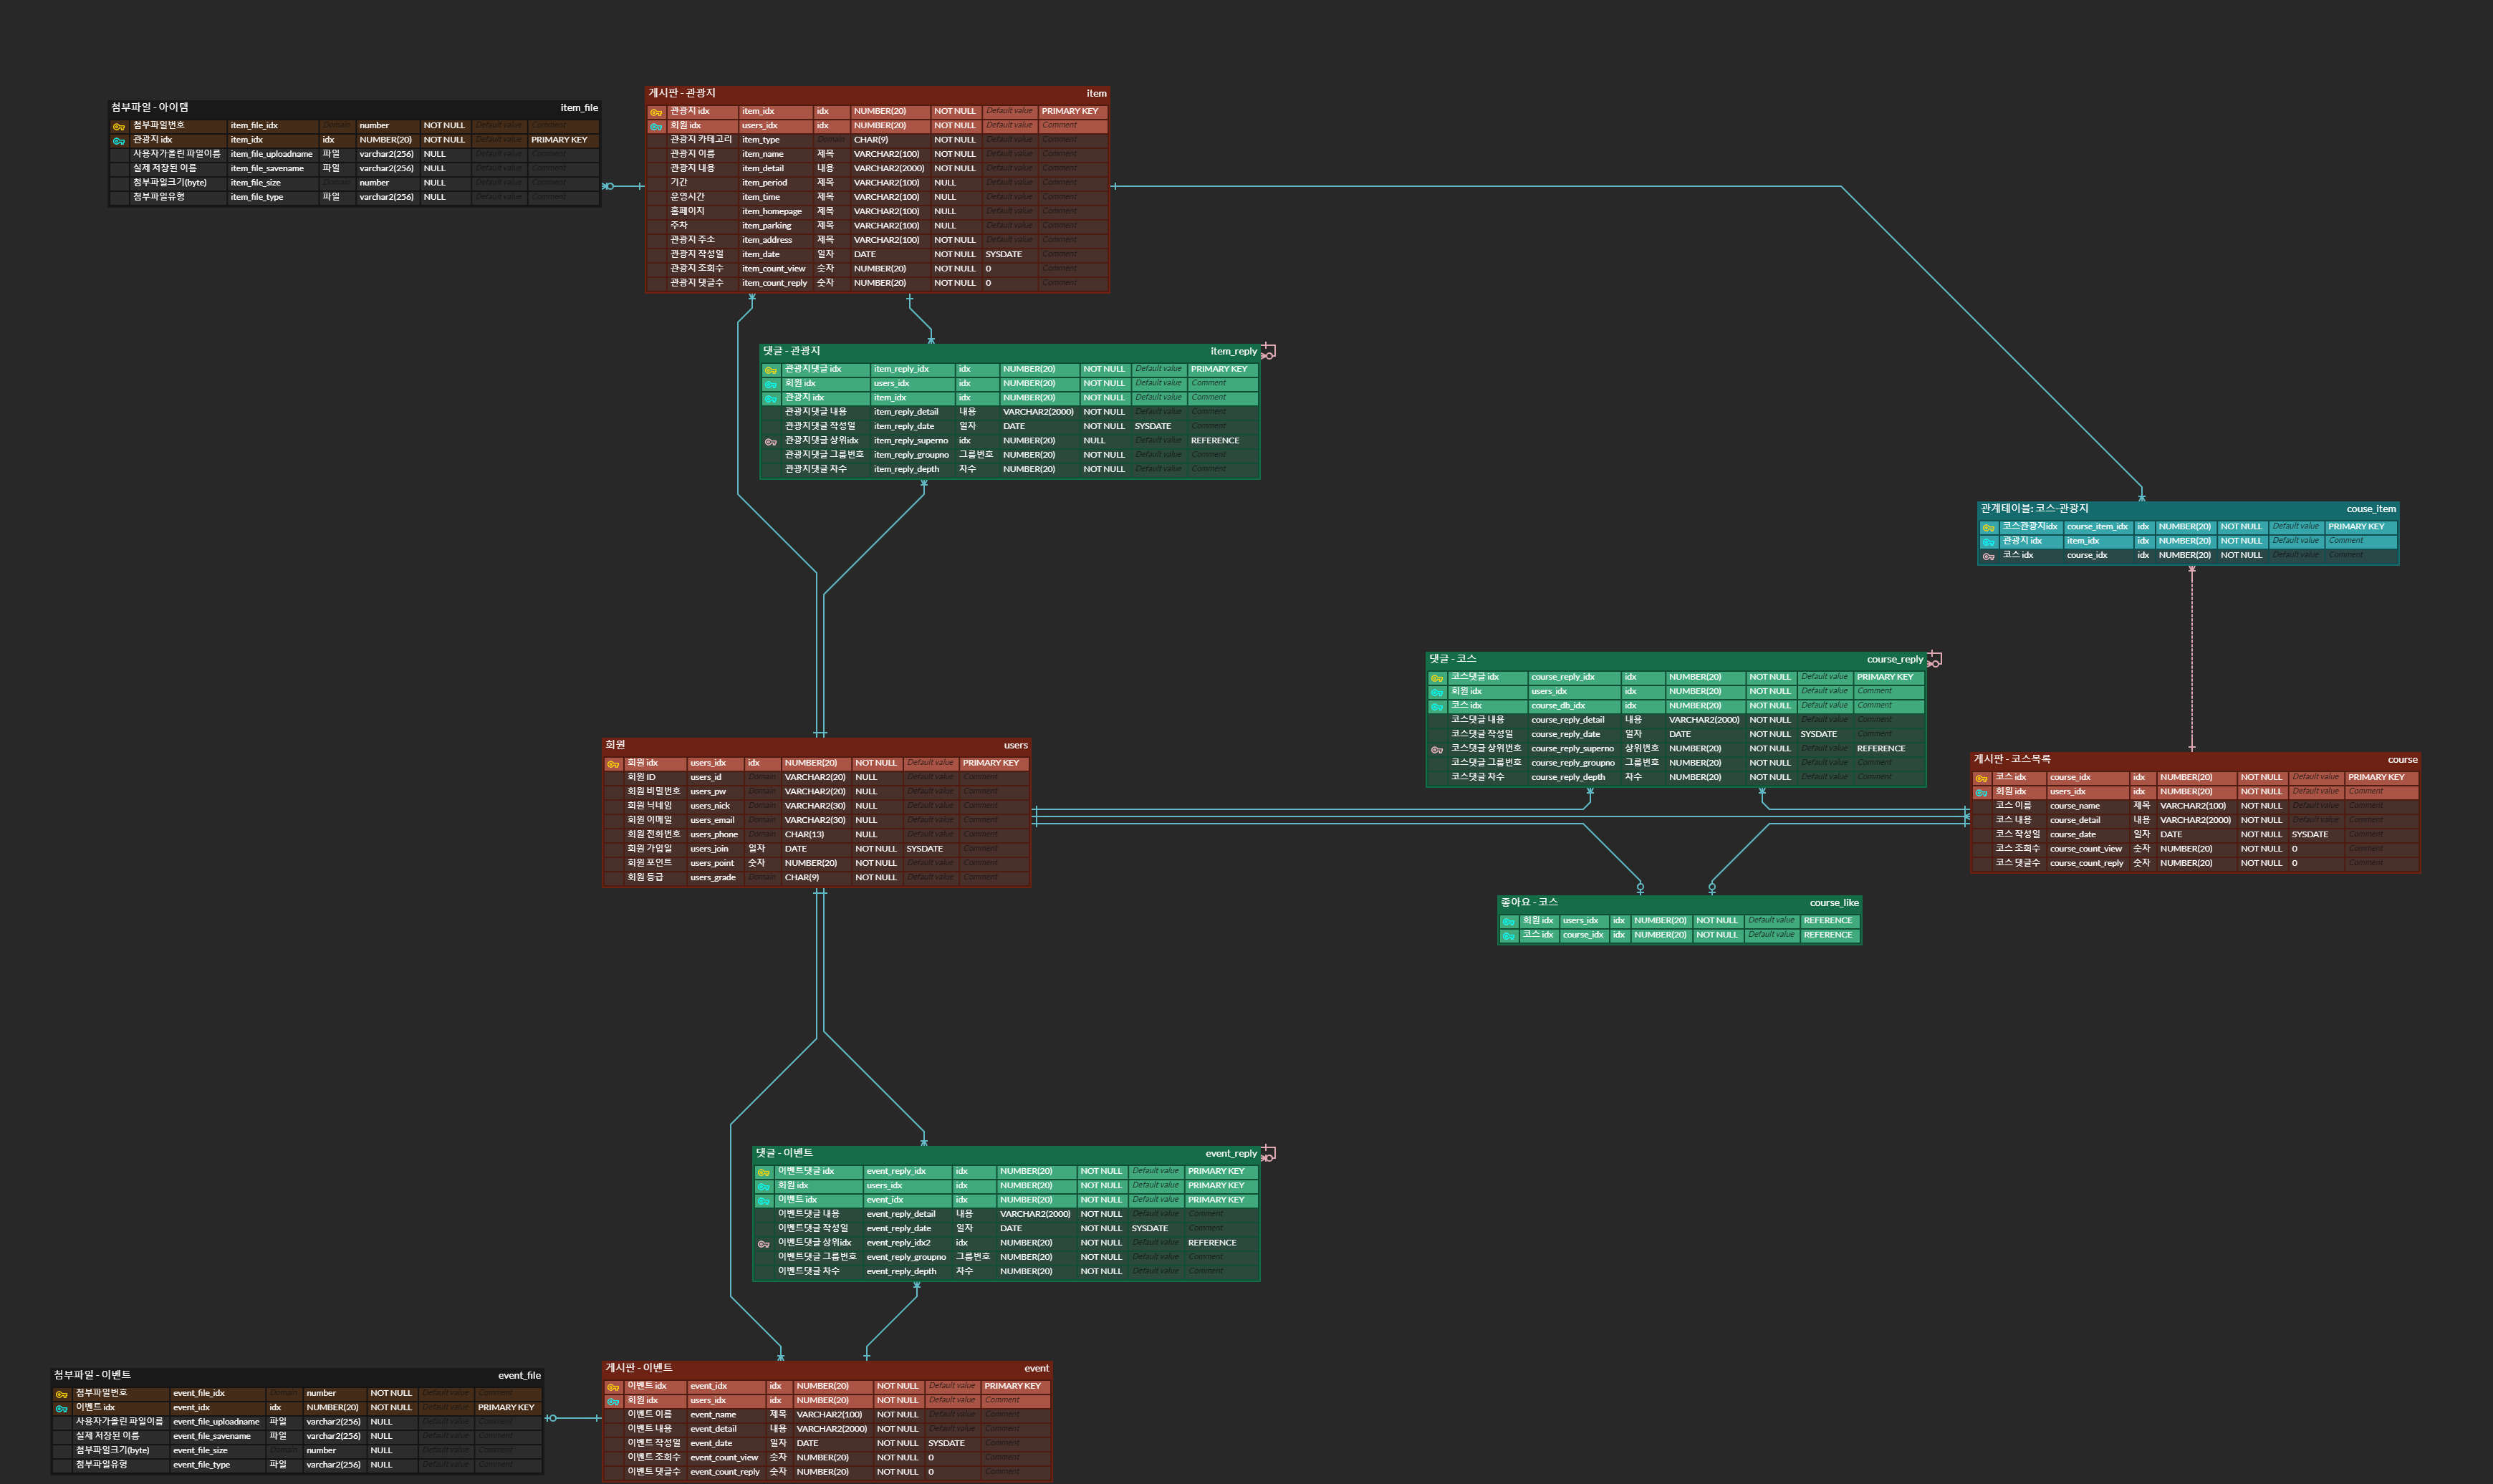 첨부파일 - 아이템 item_file
첨부파일번호 item_file_idx Domain number NOT NULL Default value Comment
관광지 idx item_idx idx NUMBER(20) NOT NULL Default value PRIMARY KEY
사용자가올린 파일이름 item_file_uploadname 파일 varchar2(256) NULL Default value Comment
실제 저장된 이름 item_file_savename 파일 varchar2(256) NULL Default value Comment
첨부파일크기(byte) item_file_size Domain number NULL Default value Comment
첨부파일유형 item_file_type 파일 varchar2(256) NULL Default value Comment
게시판 - 관광지 item
관광지 idx item_idx idx NUMBER(20) NOT NULL Default value PRIMARY KEY
회원 idx users_idx idx NUMBER(20) NOT NULL Default value Comment
관광지 카테고리 item_type Domain CHAR(9) NOT NULL Default value Comment
관광지 이름 item_name 제목 VARCHAR2(100) NOT NULL Default value Comment
관광지 내용 item_detail 내용 VARCHAR2(2000) NOT NULL Default value Comment
기간 item_period 제목 VARCHAR2(100) NULL Default value Comment
운영시간 item_time 제목 VARCHAR2(100) NULL Default value Comment
홈페이지 item_homepage 제목 VARCHAR2(100) NULL Default value Comment
주차 item_parking 제목 VARCHAR2(100) NULL Default value Comment
관광지 주소 item_address 제목 VARCHAR2(100) NOT NULL Default value Comment
관광지 작성일 item_date 일자 DATE NOT NULL SYSDATE Comment
관광지 조회수 item_count_view 숫자 NUMBER(20) NOT NULL 0 Comment
관광지 댓글수 item_count_reply 숫자 NUMBER(20) NOT NULL 0 Comment
댓글 - 관광지 item_reply
관광지댓글 idx item_reply_idx idx NUMBER(20) NOT NULL Default value PRIMARY KEY
회원 idx users_idx idx NUMBER(20) NOT NULL Default value Comment
관광지 idx item_idx idx NUMBER(20) NOT NULL Default value Comment
관광지댓글 내용 item_reply_detail 내용 VARCHAR2(2000) NOT NULL Default value Comment
관광지댓글 작성일 item_reply_date 일자 DATE NOT NULL SYSDATE Comment
관광지댓글 상위idx item_reply_superno idx NUMBER(20) NULL Default value REFERENCE
관광지댓글 그룹번호 item_reply_groupno 그룹번호 NUMBER(20) NOT NULL Default value Comment
관광지댓글 차수 item_reply_depth 차수 NUMBER(20) NOT NULL Default value Comment
관계테이블: 코스-관광지 couse_item
코스관광지idx course_item_idx idx NUMBER(20) NOT NULL Default value PRIMARY KEY
관광지 idx item_idx idx NUMBER(20) NOT NULL Default value Comment
코스 idx course_idx idx NUMBER(20) NOT NULL Default value Comment
댓글 - 코스 course_reply
코스댓글 idx course_reply_idx idx NUMBER(20) NOT NULL Default value PRIMARY KEY
회원 idx users_idx idx NUMBER(20) NOT NULL Default value Comment
코스 idx course_db_idx idx NUMBER(20) NOT NULL Default value Comment
코스댓글 내용 course_reply_detail 내용 VARCHAR2(2000) NOT NULL Default value Comment
코스댓글 작성일 course_reply_date 일자 DATE NOT NULL SYSDATE Comment
코스댓글 상위번호 course_reply_superno 상위번호 NUMBER(20) NOT NULL Default value REFERENCE
코스댓글 그룹번호 course_reply_groupno 그룹번호 NUMBER(20) NOT NULL Default value Comment
코스댓글 차수 course_reply_depth 차수 NUMBER(20) NOT NULL Default value Comment
회원 users
회원 idx users_idx idx NUMBER(20) NOT NULL Default value PRIMARY KEY
회원 ID users_id Domain VARCHAR2(20) NULL Default value Comment
회원 비밀번호 users_pw Domain VARCHAR2(20) NULL Default value Comment
회원 닉네임 users_nick Domain VARCHAR2(30) NULL Default value Comment
회원 이메일 users_email Domain VARCHAR2(30) NULL Default value Comment
회원 전화번호 users_phone Domain CHAR(13) NULL Default value Comment
회원 가입일 users_join 일자 DATE NOT NULL SYSDATE Comment
회원 포인트 users_point 숫자 NUMBER(20) NOT NULL Default value Comment
회원 등급 users_grade Domain CHAR(9) NOT NULL Default value Comment
게시판 - 코스목록 course
코스 idx course_idx idx NUMBER(20) NOT NULL Default value PRIMARY KEY
회원 idx users_idx idx NUMBER(20) NOT NULL Default value Comment
코스 이름 course_name 제목 VARCHAR2(100) NOT NULL Default value Comment
코스 내용 course_detail 내용 VARCHAR2(2000) NOT NULL Default value Comment
코스 작성일 course_date 일자 DATE NOT NULL SYSDATE Comment
코스 조회수 course_count_view 숫자 NUMBER(20) NOT NULL 0 Comment
코스 댓글수 course_count_reply 숫자 NUMBER(20) NOT NULL 0 Comment
좋아요 - 코스 course_like
회원 idx users_idx idx NUMBER(20) NOT NULL Default value REFERENCE
코스 idx course_idx idx NUMBER(20) NOT NULL Default value REFERENCE
댓글 - 이벤트 event_reply
이벤트댓글 idx event_reply_idx idx NUMBER(20) NOT NULL Default value PRIMARY KEY
회원 idx users_idx idx NUMBER(20) NOT NULL Default value PRIMARY KEY
이벤트 idx event_idx idx NUMBER(20) NOT NULL Default value PRIMARY KEY
이벤트댓글 내용 event_reply_detail 내용 VARCHAR2(2000) NOT NULL Default value Comment
이벤트댓글 작성일 event_reply_date 일자 DATE NOT NULL SYSDATE Comment
이벤트댓글 상위idx event_reply_idx2 idx NUMBER(20) NOT NULL Default value REFERENCE
이벤트댓글 그룹번호 event_reply_groupno 그룹번호 NUMBER(20) NOT NULL Default value Comment
이벤트댓글 차수 event_reply_depth 차수 NUMBER(20) NOT NULL Default value Comment
첨부파일 - 이벤트 event_file
첨부파일번호 event_file_idx Domain number NOT NULL Default value Comment
이벤트 idx event_idx idx NUMBER(20) NOT NULL Default value PRIMARY KEY
사용자가올린 파일이름 event_file_uploadname 파일 varchar2(256) NULL Default value Comment
실제 저장된 이름 event_file_savename 파일 varchar2(256) NULL Default value Comment
첨부파일크기(byte) event_file_size Domain number NULL Default value Comment
첨부파일유형 event_file_type 파일 varchar2(256) NULL Default value Comment
게시판 - 이벤트 event
이벤트 idx event_idx idx NUMBER(20) NOT NULL Default value PRIMARY KEY
회원 idx users_idx idx NUMBER(20) NOT NULL Default value Comment
이벤트 이름 event_name 제목 VARCHAR2(100) NOT NULL Default value Comment
이벤트 내용 event_detail 내용 VARCHAR2(2000) NOT NULL Default value Comment
이벤트 작성일 event_date 일자 DATE NOT NULL SYSDATE Comment
이벤트 조회수 event_count_view 숫자 NUMBER(20) NOT NULL 0 Comment
이벤트 댓글수 event_count_reply 숫자 NUMBER(20) NOT NULL 0 Comment